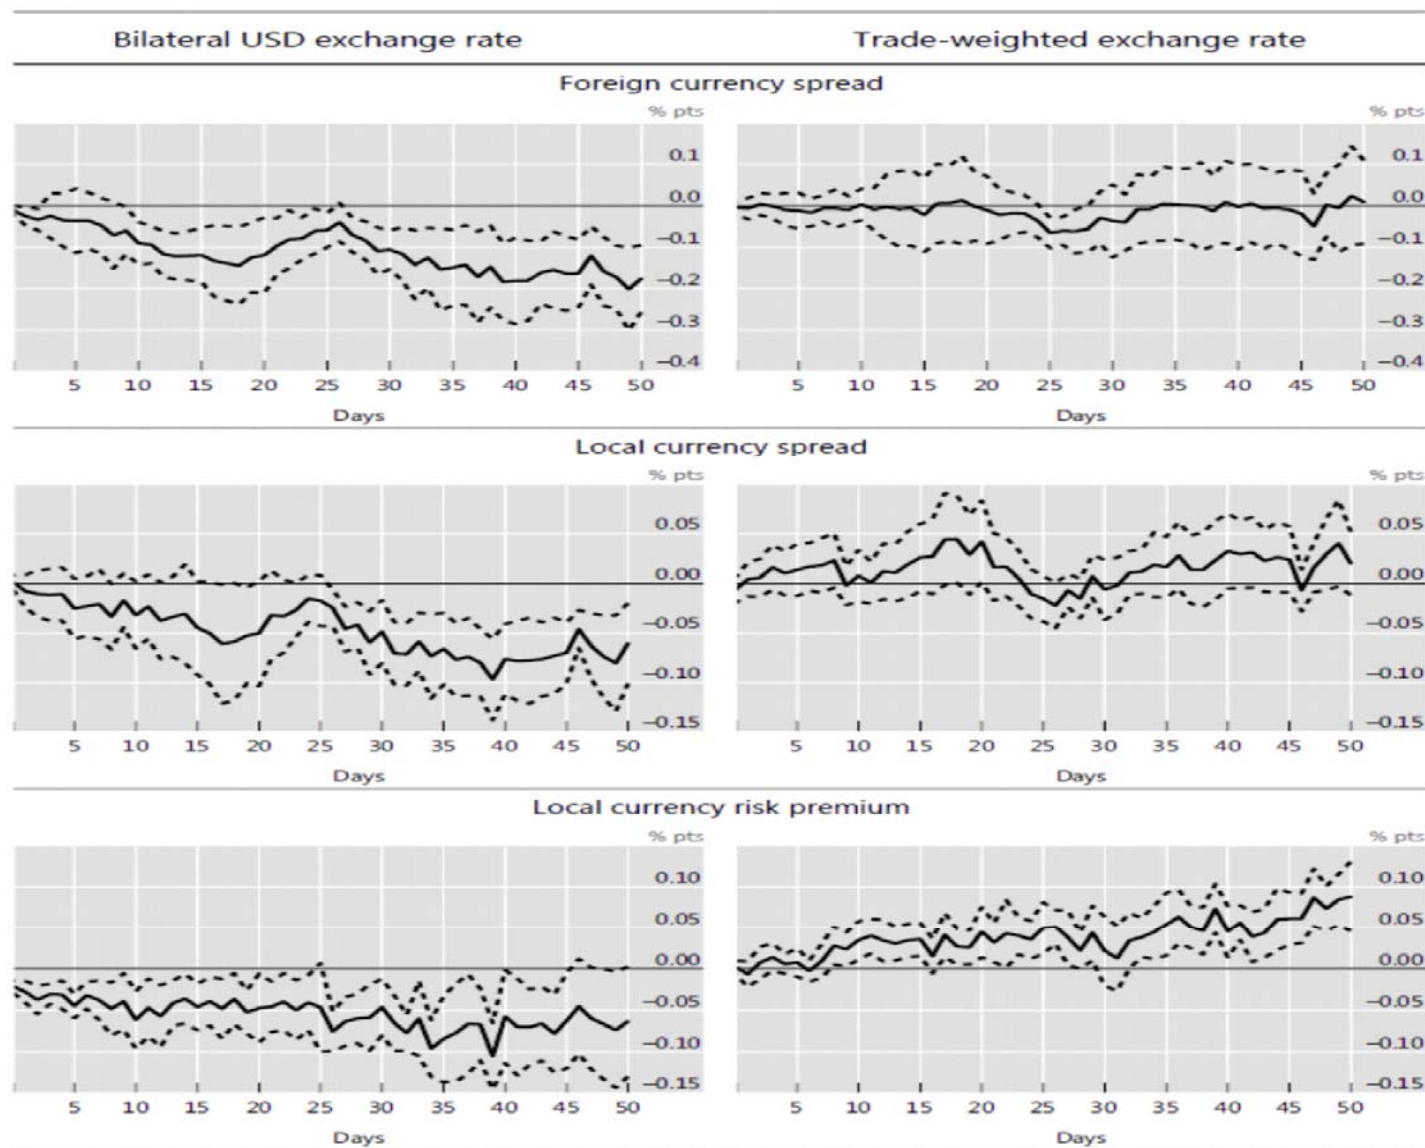 Bilateral USD exchange rate Trade-weighted exchange rate
Foreign currency spread
% pts % pts
0.1 0.1
0.0 0.0
–0.1 –0.1
–0.2 –0.2
–0.3 –0.3
–0.4 –0.4
5 10 15 20 25 30 35 40 45 50 5 10 15 20 25 30 35 40 45 50
Days Days
Local currency spread
% pts % pts
0.05 0.05
0.00 0.00
–0.05 –0.05
–0.10 –0.10
–0.15 –0.15
5 10 15 20 25 30 35 40 45 50 5 10 15 20 25 30 35 40 45 50
Days Days
Local currency risk premium
% pts % pts
0.10 0.10
0.05 0.05
0.00 0.00
–0.05 –0.05
–0.10 –0.10
–0.15 –0.15
5 10 15 20 25 30 35 40 45 50 5 10 15 20 25 30 35 40 45 50
Days Days